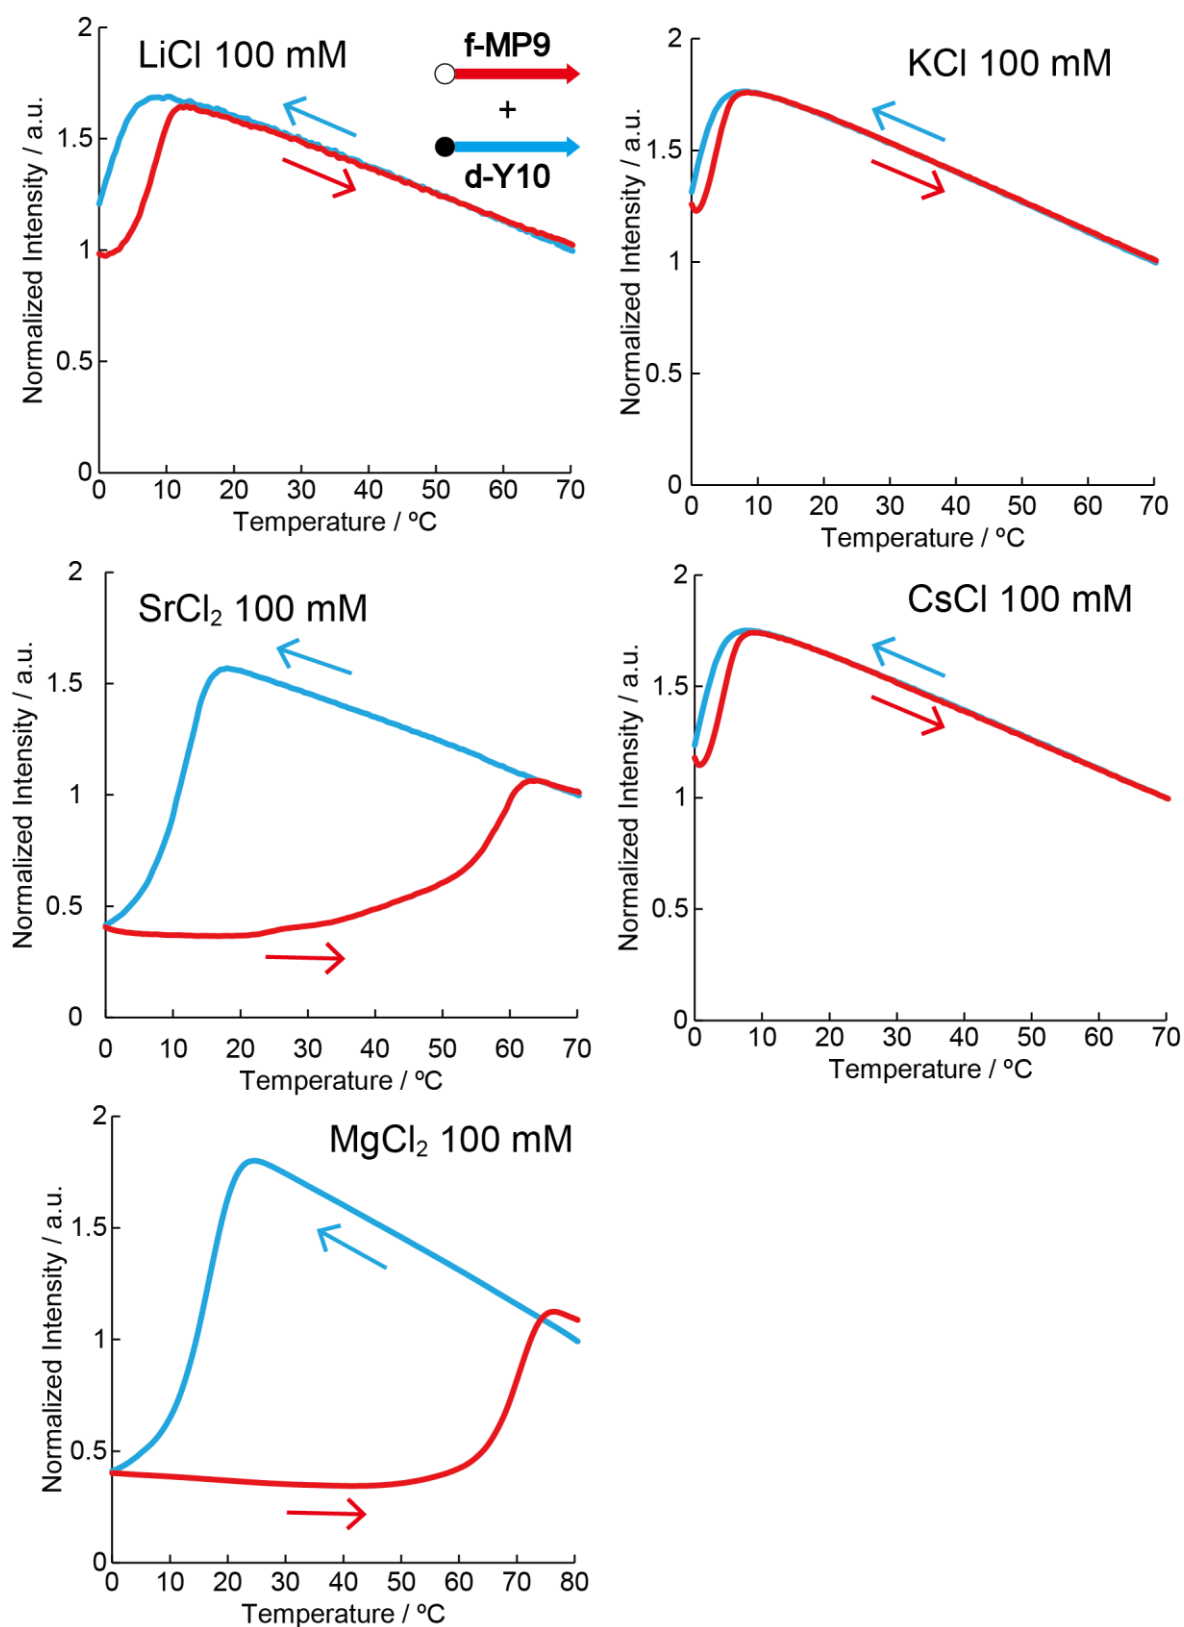 LiCl 100 mM
f-MP9
+
d-Y10
2
1.5
1
0.5
0
Normalized Intensity / a.u.
0 10 20 30 40 50 60 70
Temperature / ºC
KCl 100 mM
2
1.5
1
0.5
0
Normalized Intensity / a.u.
0 10 20 30 40 50 60 70
Temperature / ºC
SrCl₂ 100 mM
2
1.5
1
0.5
0
Normalized Intensity / a.u.
0 10 20 30 40 50 60 70
Temperature / ºC
CsCl 100 mM
2
1.5
1
0.5
0
Normalized Intensity / a.u.
0 10 20 30 40 50 60 70
Temperature / ºC
MgCl₂ 100 mM
2
1.5
1
0.5
0
Normalized Intensity / a.u.
0 10 20 30 40 50 60 70 80
Temperature / ºC